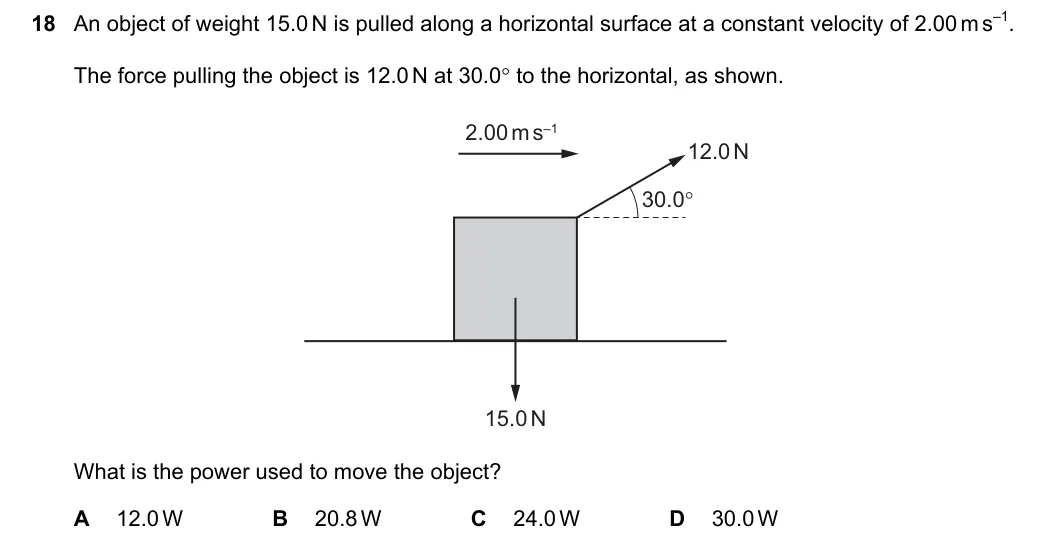 18 An object of weight 15.0 N is pulled along a horizontal surface at a constant velocity of 2.00 m s⁻¹.
The force pulling the object is 12.0 N at 30.0° to the horizontal, as shown.
2.00 m s⁻¹
12.0 N
30.0°
15.0 N
What is the power used to move the object?
A 12.0 W B 20.8 W C 24.0 W D 30.0 W